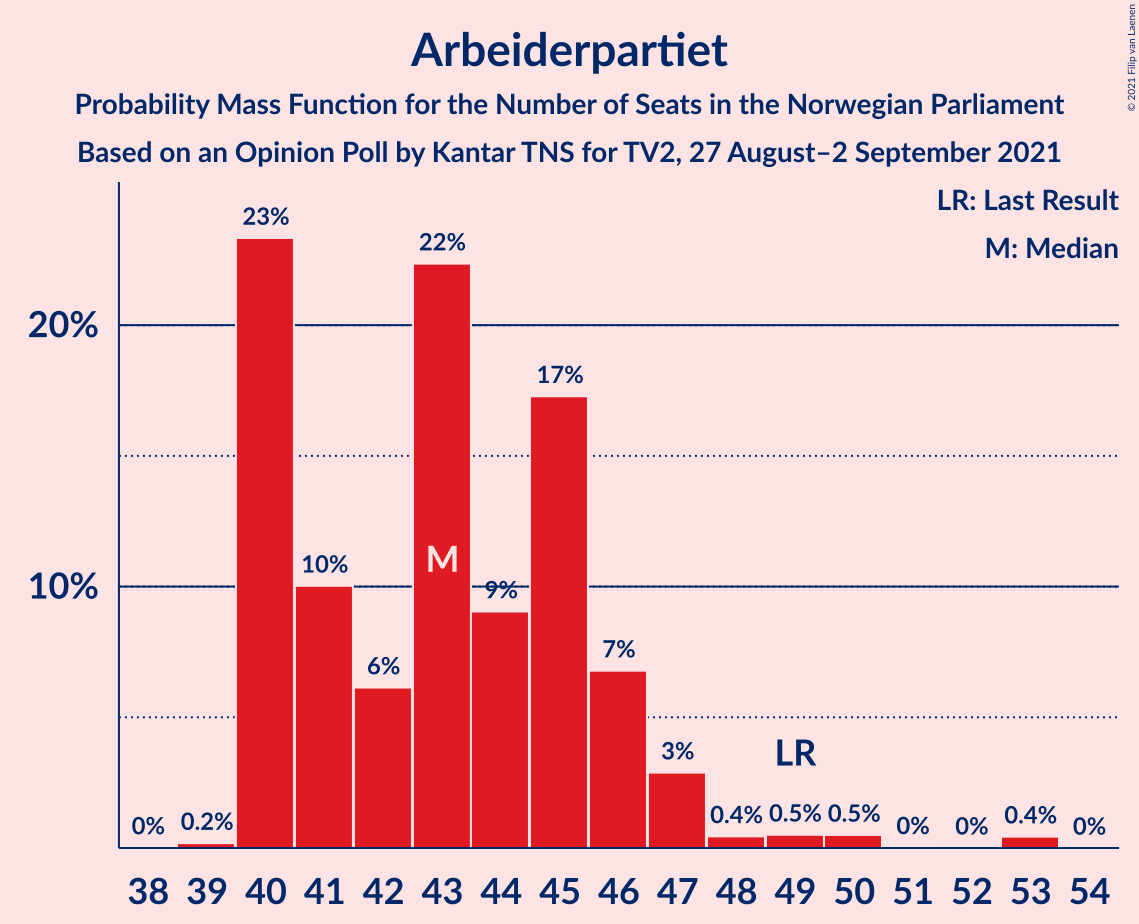 Arbeiderpartiet
Probability Mass Function for the Number of Seats in the Norwegian Parliament
Based on an Opinion Poll by Kantar TNS for TV2, 27 August–2 September 2021
© 2021 Filip van Laenen
LR: Last Result
M: Median
20%
10%
0%
0.2%
23%
10%
6%
22%
9%
17%
7%
3%
0.4%
0.5%
0.5%
0%
0%
0.4%
0%
M
LR
38 39 40 41 42 43 44 45 46 47 48 49 50 51 52 53 54